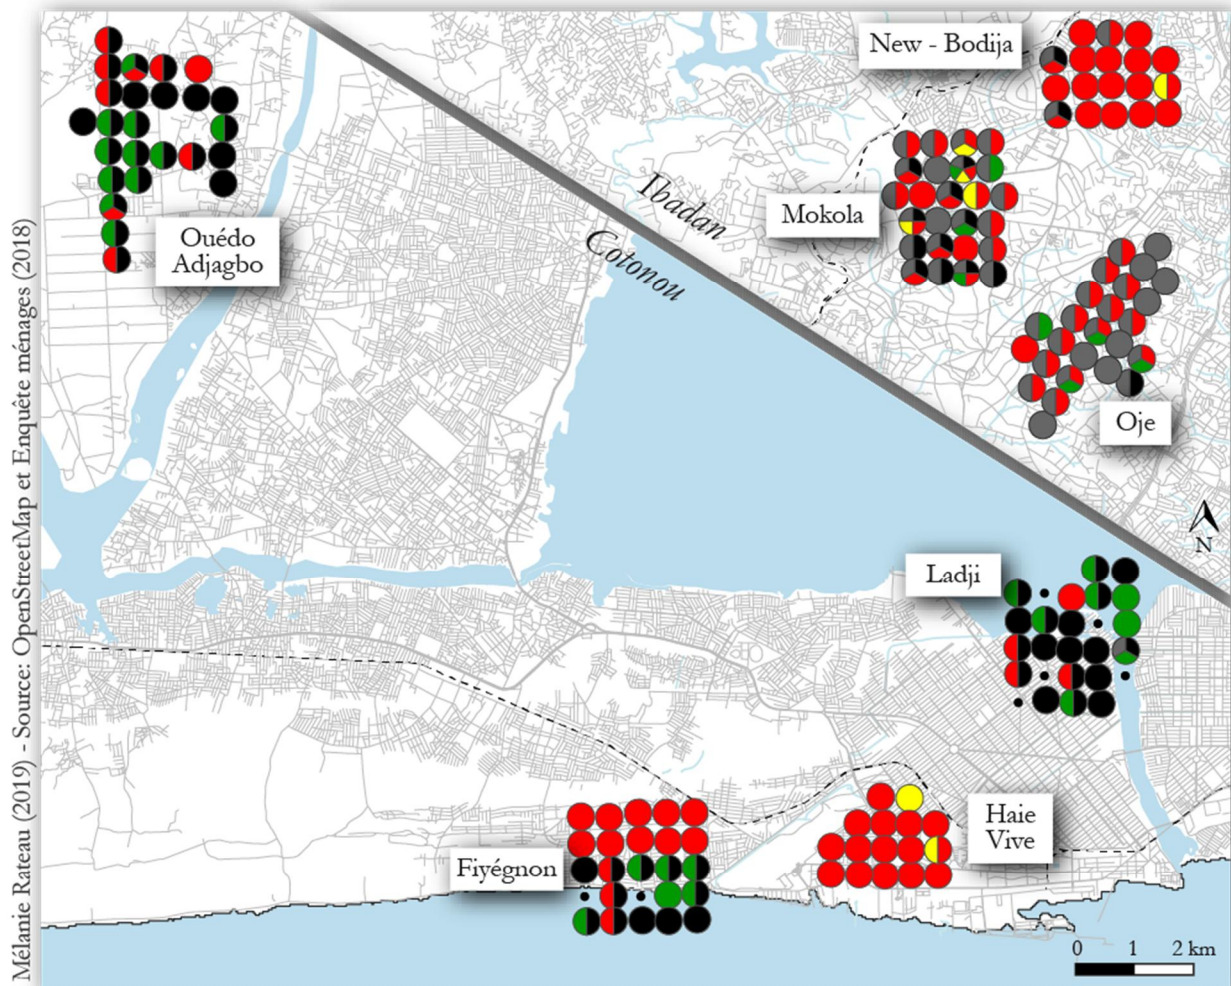 New - Bodija
Mokola
Ibadan
Cotonou
Ouédo
Adjagbo
Oje
N
Ladji
Haie
Vive
Fiyégnon
0 1 2 km
Mélanie Rateau (2019) - Source: OpenStreetMap et Enquête ménages (2018)